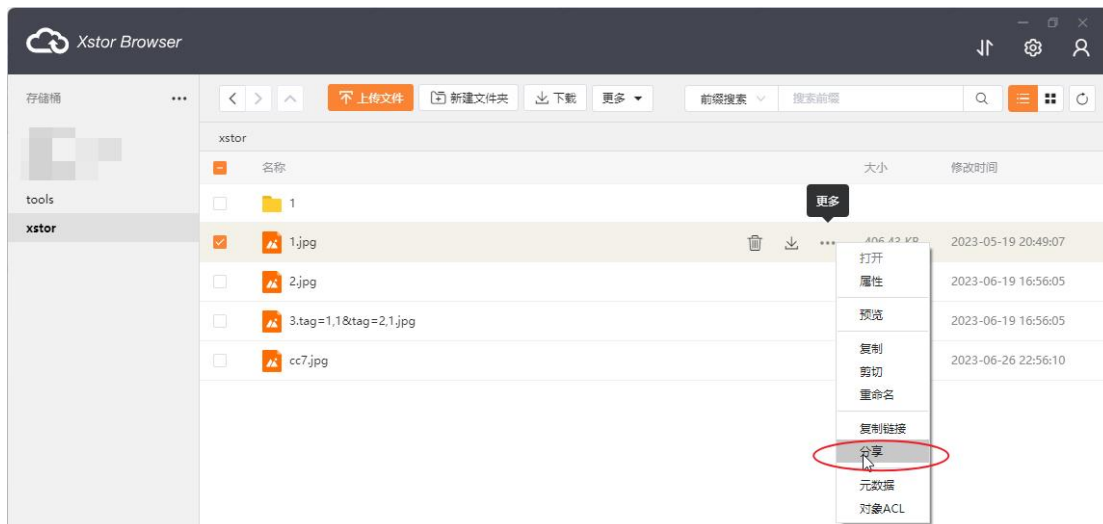 Xstor Browser
存储桶 •••
上传文件 新建文件夹 下载 更多 前缀搜索 搜索前缀
xstor
名称 大小 修改时间
tools
xstor
1
更多
1.jpg 406.43 KB 2023-05-19 20:49:07
2.jpg 2023-06-19 16:56:05
3.tag=1,1&tag=2,1.jpg 2023-06-19 16:56:05
cc7.jpg 2023-06-26 22:56:10
打开
属性
预览
复制
剪切
重命名
复制链接
分享
元数据
对象ACL